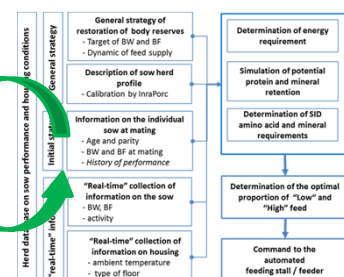 Herd database on sow performance and housing conditions
General strategy
General strategy of
restoration of body reserves
- Target of BW and BF
- Dynamic of feed supply
Description of sow herd
profile
- Calibration by InraPorc
Information on the individual
sow at mating
- Age and parity
- BW and BF at mating
- History of performance
"Real-time" collection of
information on the sow
- BW, BF
- activity
"Real-time" collection of
information on housing
- ambient temperature
- type of floor
Initial
"Real-time"
Determination of energy
requirement
Simulation of potential
protein and mineral
retention
Determination of SID
amino acid and mineral
requirements
Determination of the optimal
proportion of "Low" and
"High" feed
Command to the
automated
feeding stall / feeder